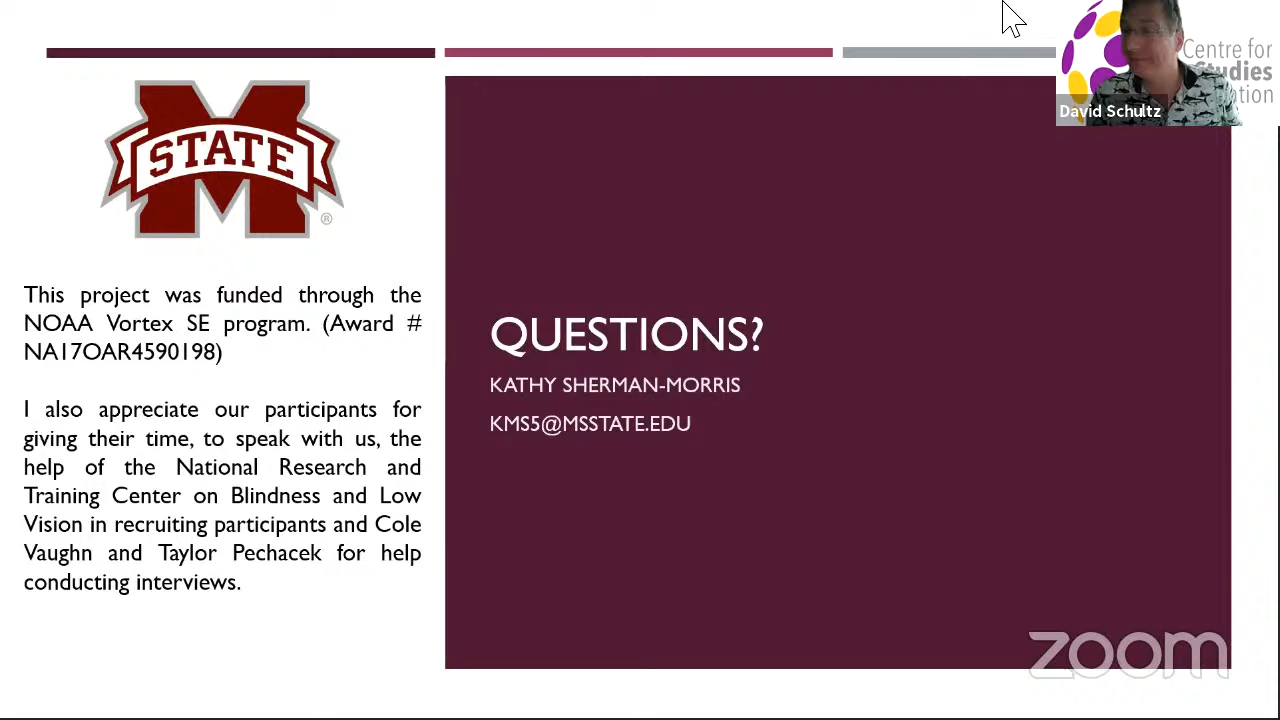 Centre for
Studies
David Schultz
STATE
®
This project was funded through the
NOAA Vortex SE program. (Award #
NA17OAR4590198)
I also appreciate our participants for
giving their time, to speak with us, the
help of the National Research and
Training Center on Blindness and Low
Vision in recruiting participants and Cole
Vaughn and Taylor Pechacek for help
conducting interviews.
QUESTIONS?
KATHY SHERMAN-MORRIS
KMS5@MSSTATE.EDU
zoom